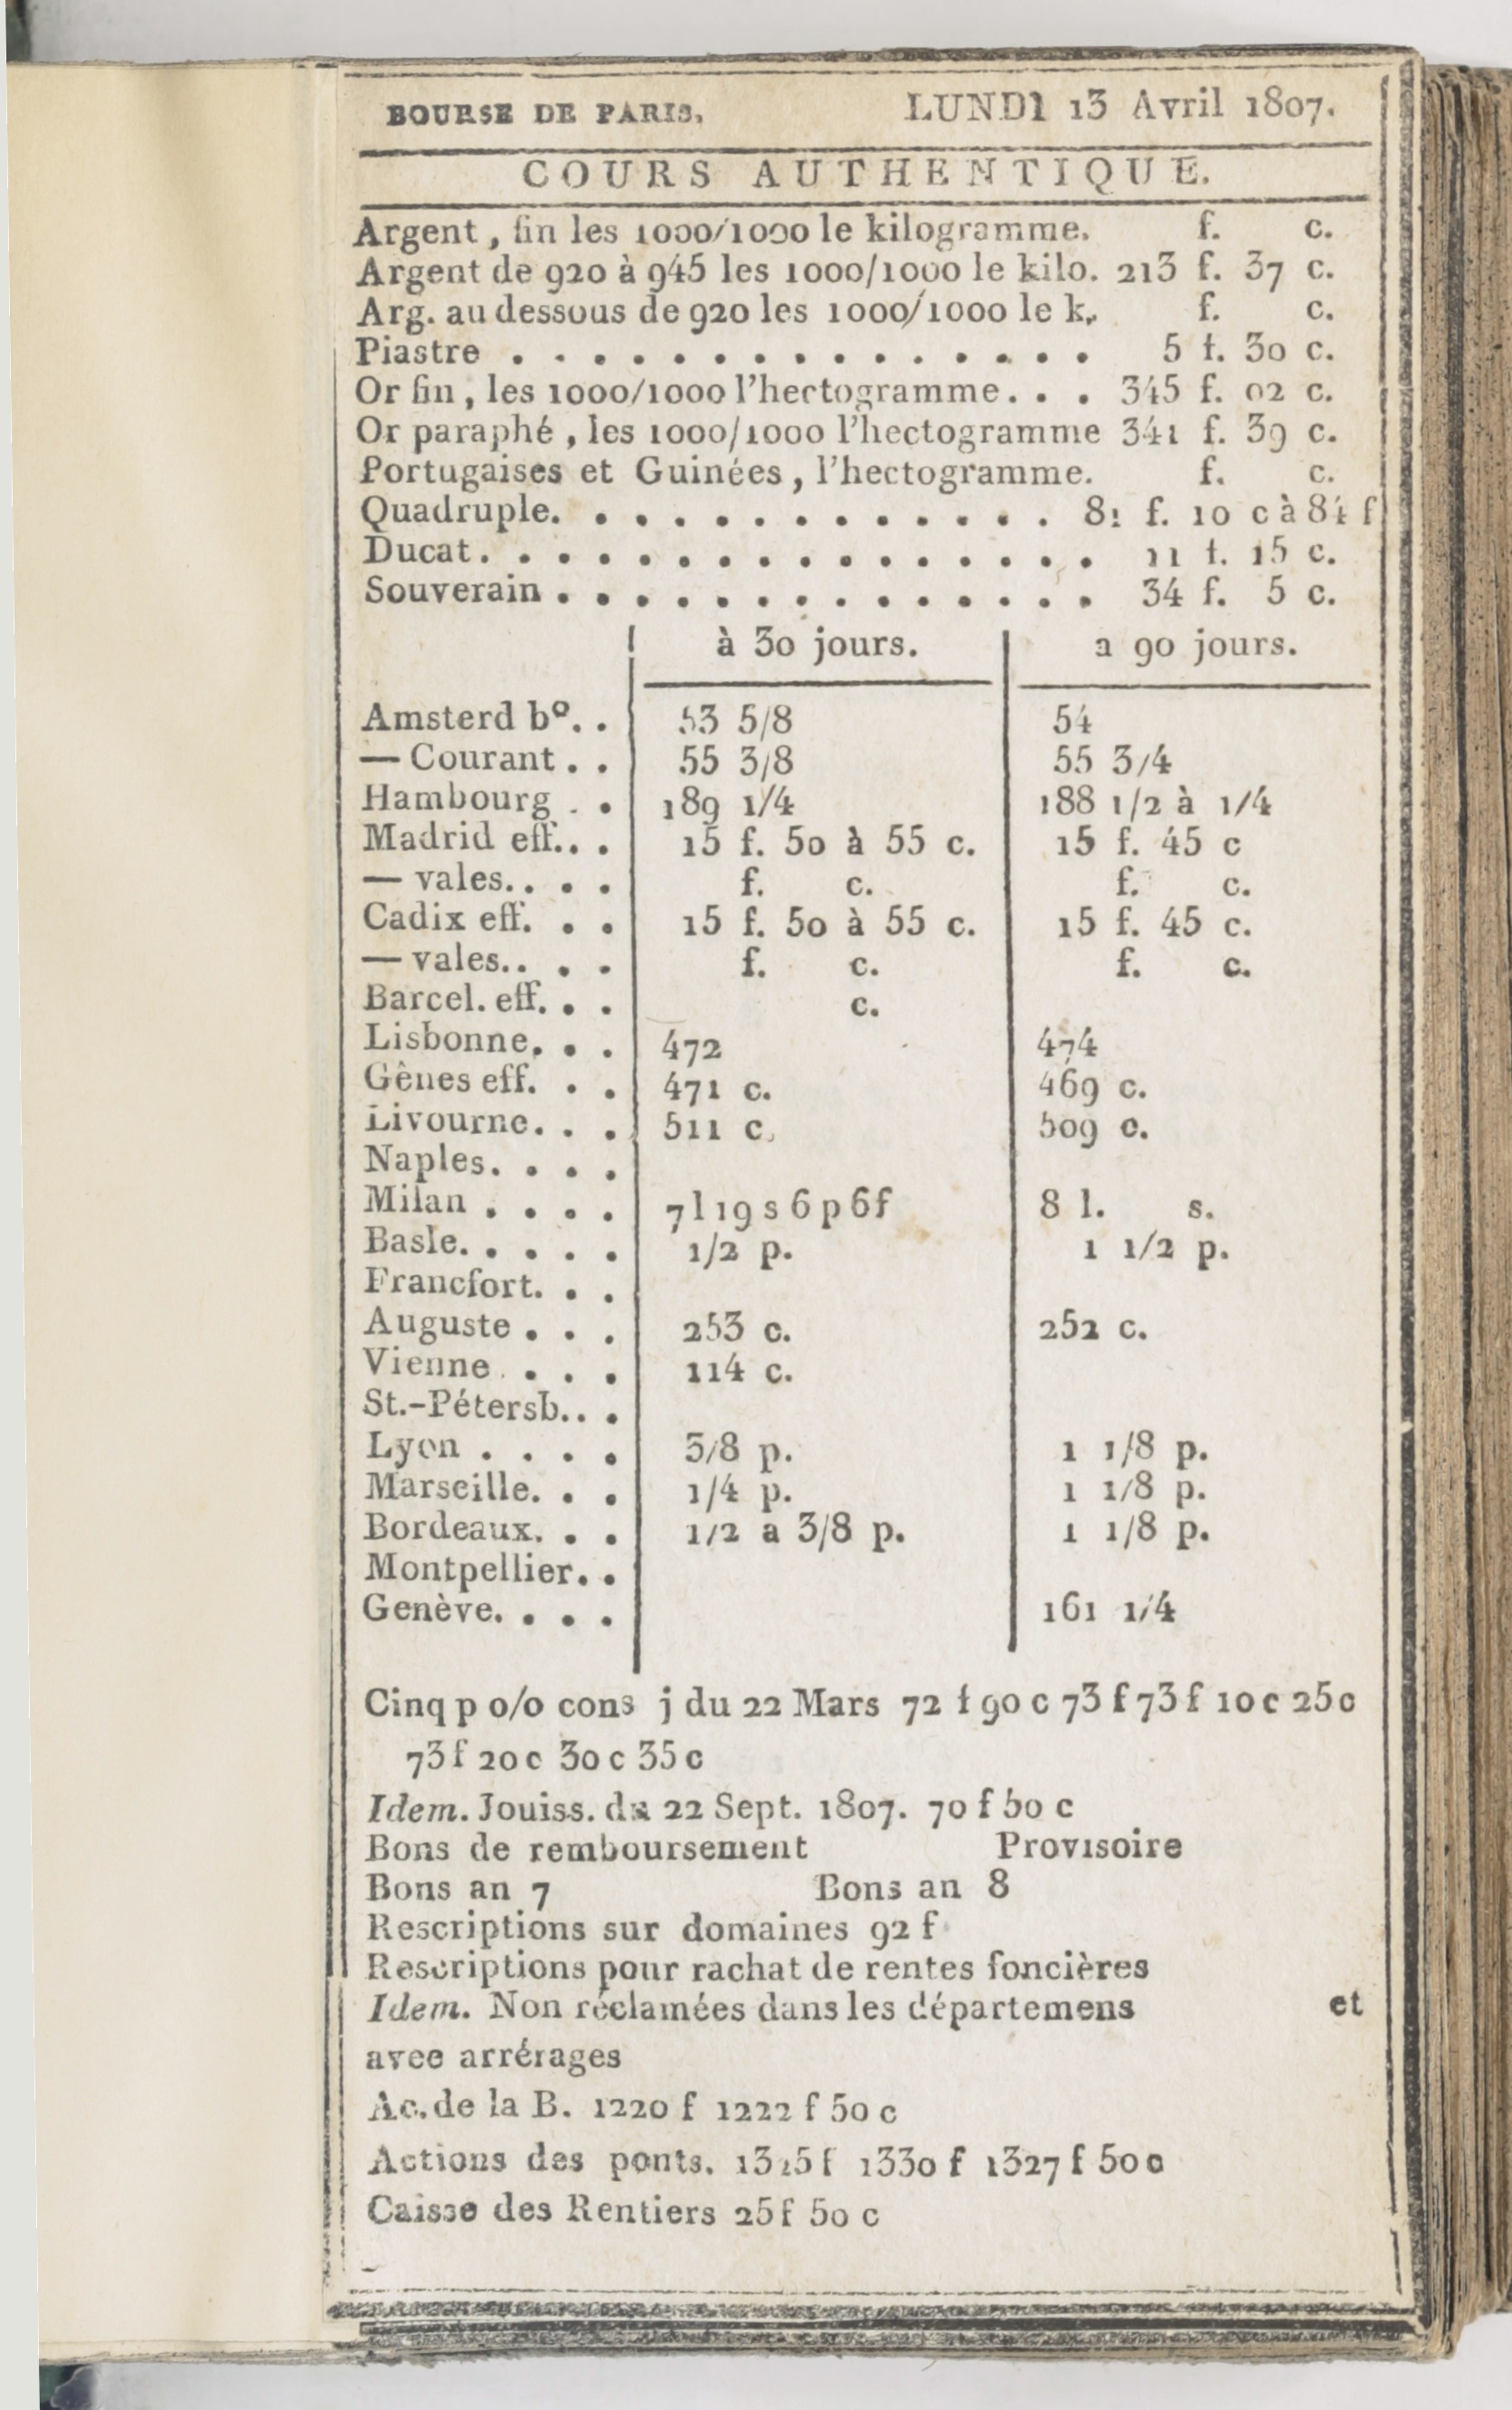 BOURSE DE PARIS. LUNDI 13 Avril 1807.
COURS AUTHENTIQUE.
Argent, fin les 1000/1000 le kilogramme. f. c.
Argent de 920 à 945 les 1000/1000 le kilo. 213 f. 37 c.
Arg. au dessous de 920 les 1000/1000 le k. f. c.
Piastre . . . . . . . . . . . . . . . 5 f. 30 c.
Or fin, les 1000/1000 l'hectogramme. . . 345 f. 02 c.
Or paraphé, les 1000/1000 l'hectogramme 341 f. 39 c.
Portugaises et Guinées, l'hectogramme. f. c.
Quadruple. . . . . . . . . . . . . f. 10 c à 84 f
Ducat. . . . . . . . . . . . . . . . 11 f. 15 c.
Souverain . . . . . . . . . . . . . . 34 f. 5 c.
à 30 jours. a 90 jours.
Amsterd bº. . 53 5/8 54
— Courant . . 55 3/8 55 3/4
Hambourg . . 189 1/4 188 1/2 à 1/4
Madrid eff. . . 15 f. 50 à 55 c. 15 f. 45 c
— vales. . . . f. c. f. c.
Cadix eff. . . 15 f. 50 à 55 c. 15 f. 45 c.
— vales. . . . f. c. f. c.
Barcel. eff. . . c.
Lisbonne. . . 472 474
Gênes eff. . . 471 c. 469 c.
Livourne. . . 511 c. 509 c.
Naples. . . .
Milan . . . . 7 l 19 s 6 p 6 f 8 l. s.
Basle. . . . . 1/2 p. 1 1/2 p.
Francfort. . .
Auguste . . . 253 c. 252 c.
Vienne . . . . 114 c.
St.-Pétersb. . .
Lyon . . . . 3/8 p. 1 1/8 p.
Marseille. . . 1/4 p. 1 1/8 p.
Bordeaux. . . 1/2 a 3/8 p. 1 1/8 p.
Montpellier. .
Genève. . . . 161 1/4
Cinq p o/o cons j du 22 Mars 72 f 90 c 73 f 73 f 10 c 25 c
73 f 20 c 30 c 35 c
Idem. Jouiss. du 22 Sept. 1807. 70 f 50 c
Bons de remboursement Provisoire
Bons an 7 Bons an 8
Rescriptions sur domaines 92 f
Rescriptions pour rachat de rentes foncières
Idem. Non réclamées dans les départemens et
avec arrérages
Ac. de la B. 1220 f 1222 f 50 c
Actions des ponts. 1325 f 1330 f 1327 f 50 c
Caisse des Rentiers 25 f 50 c